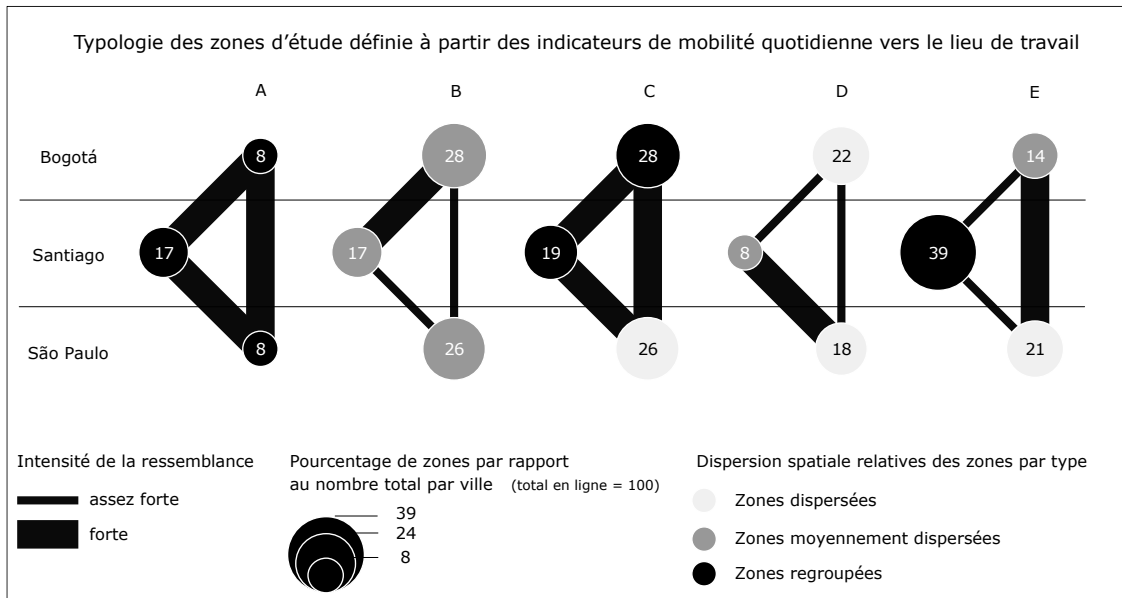 Typologie des zones d'étude définie à partir des indicateurs de mobilité quotidienne vers le lieu de travail
A B C D E
Bogotá 8 28 28 22 14
Santiago 17 17 19 8 39
São Paulo 8 26 26 18 21
Intensité de la ressemblance
assez forte
forte
Pourcentage de zones par rapport
au nombre total par ville (total en ligne = 100)
39
24
8
Dispersion spatiale relatives des zones par type
Zones dispersées
Zones moyennement dispersées
Zones regroupées